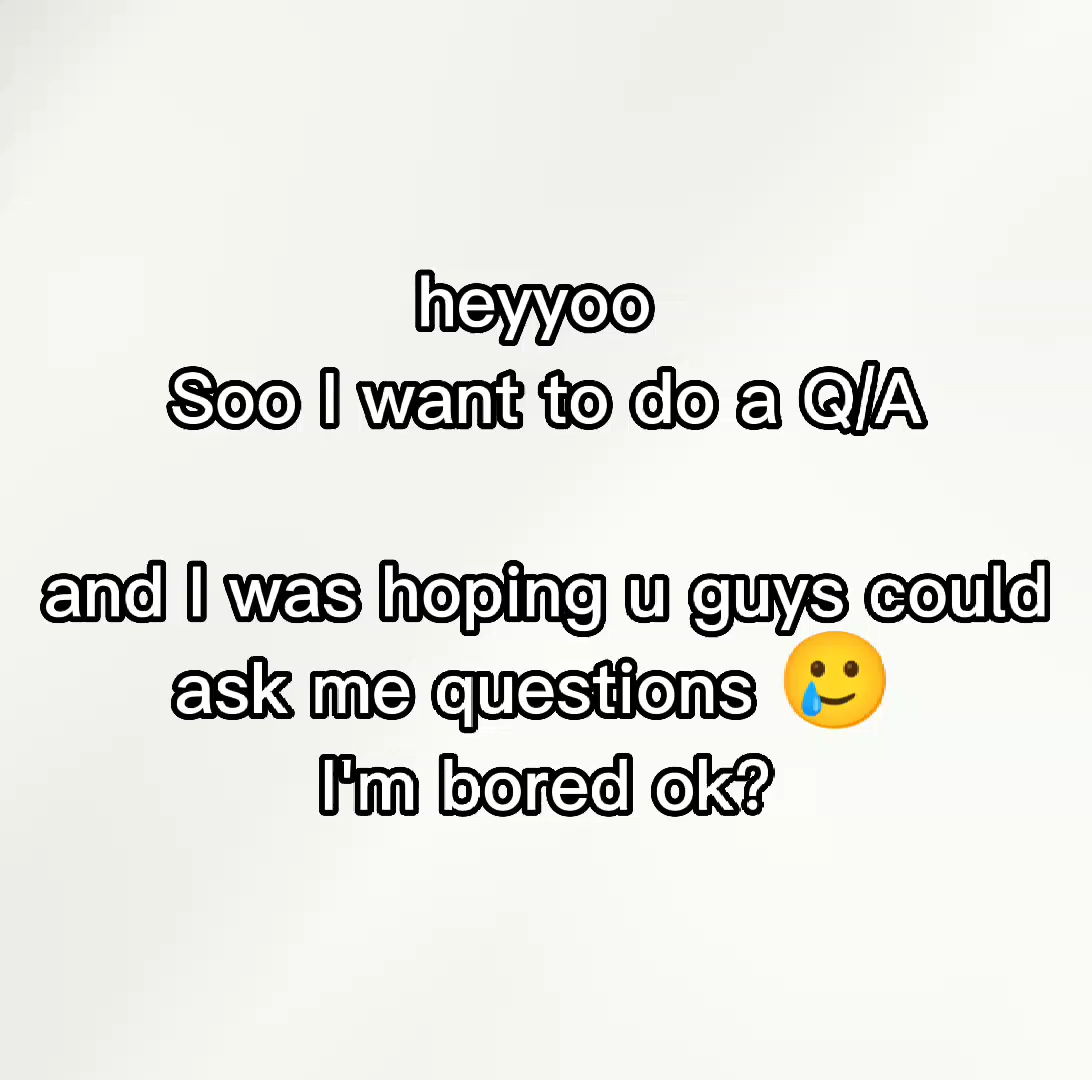 heyyoo
Soo I want to do a Q/A
and I was hoping u guys could
ask me questions 🥲
I'm bored ok?